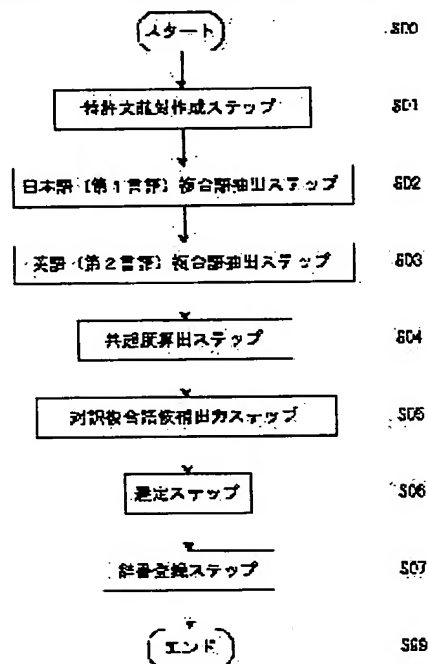 スタート S00
特許文献対作成ステップ S01
日本語(第1言語)複合語抽出ステップ S02
英語(第2言語)複合語抽出ステップ S03
共起度算出ステップ S04
対訳複合語候補出力ステップ S05
選定ステップ S06
辞書登録ステップ S07
エンド S99